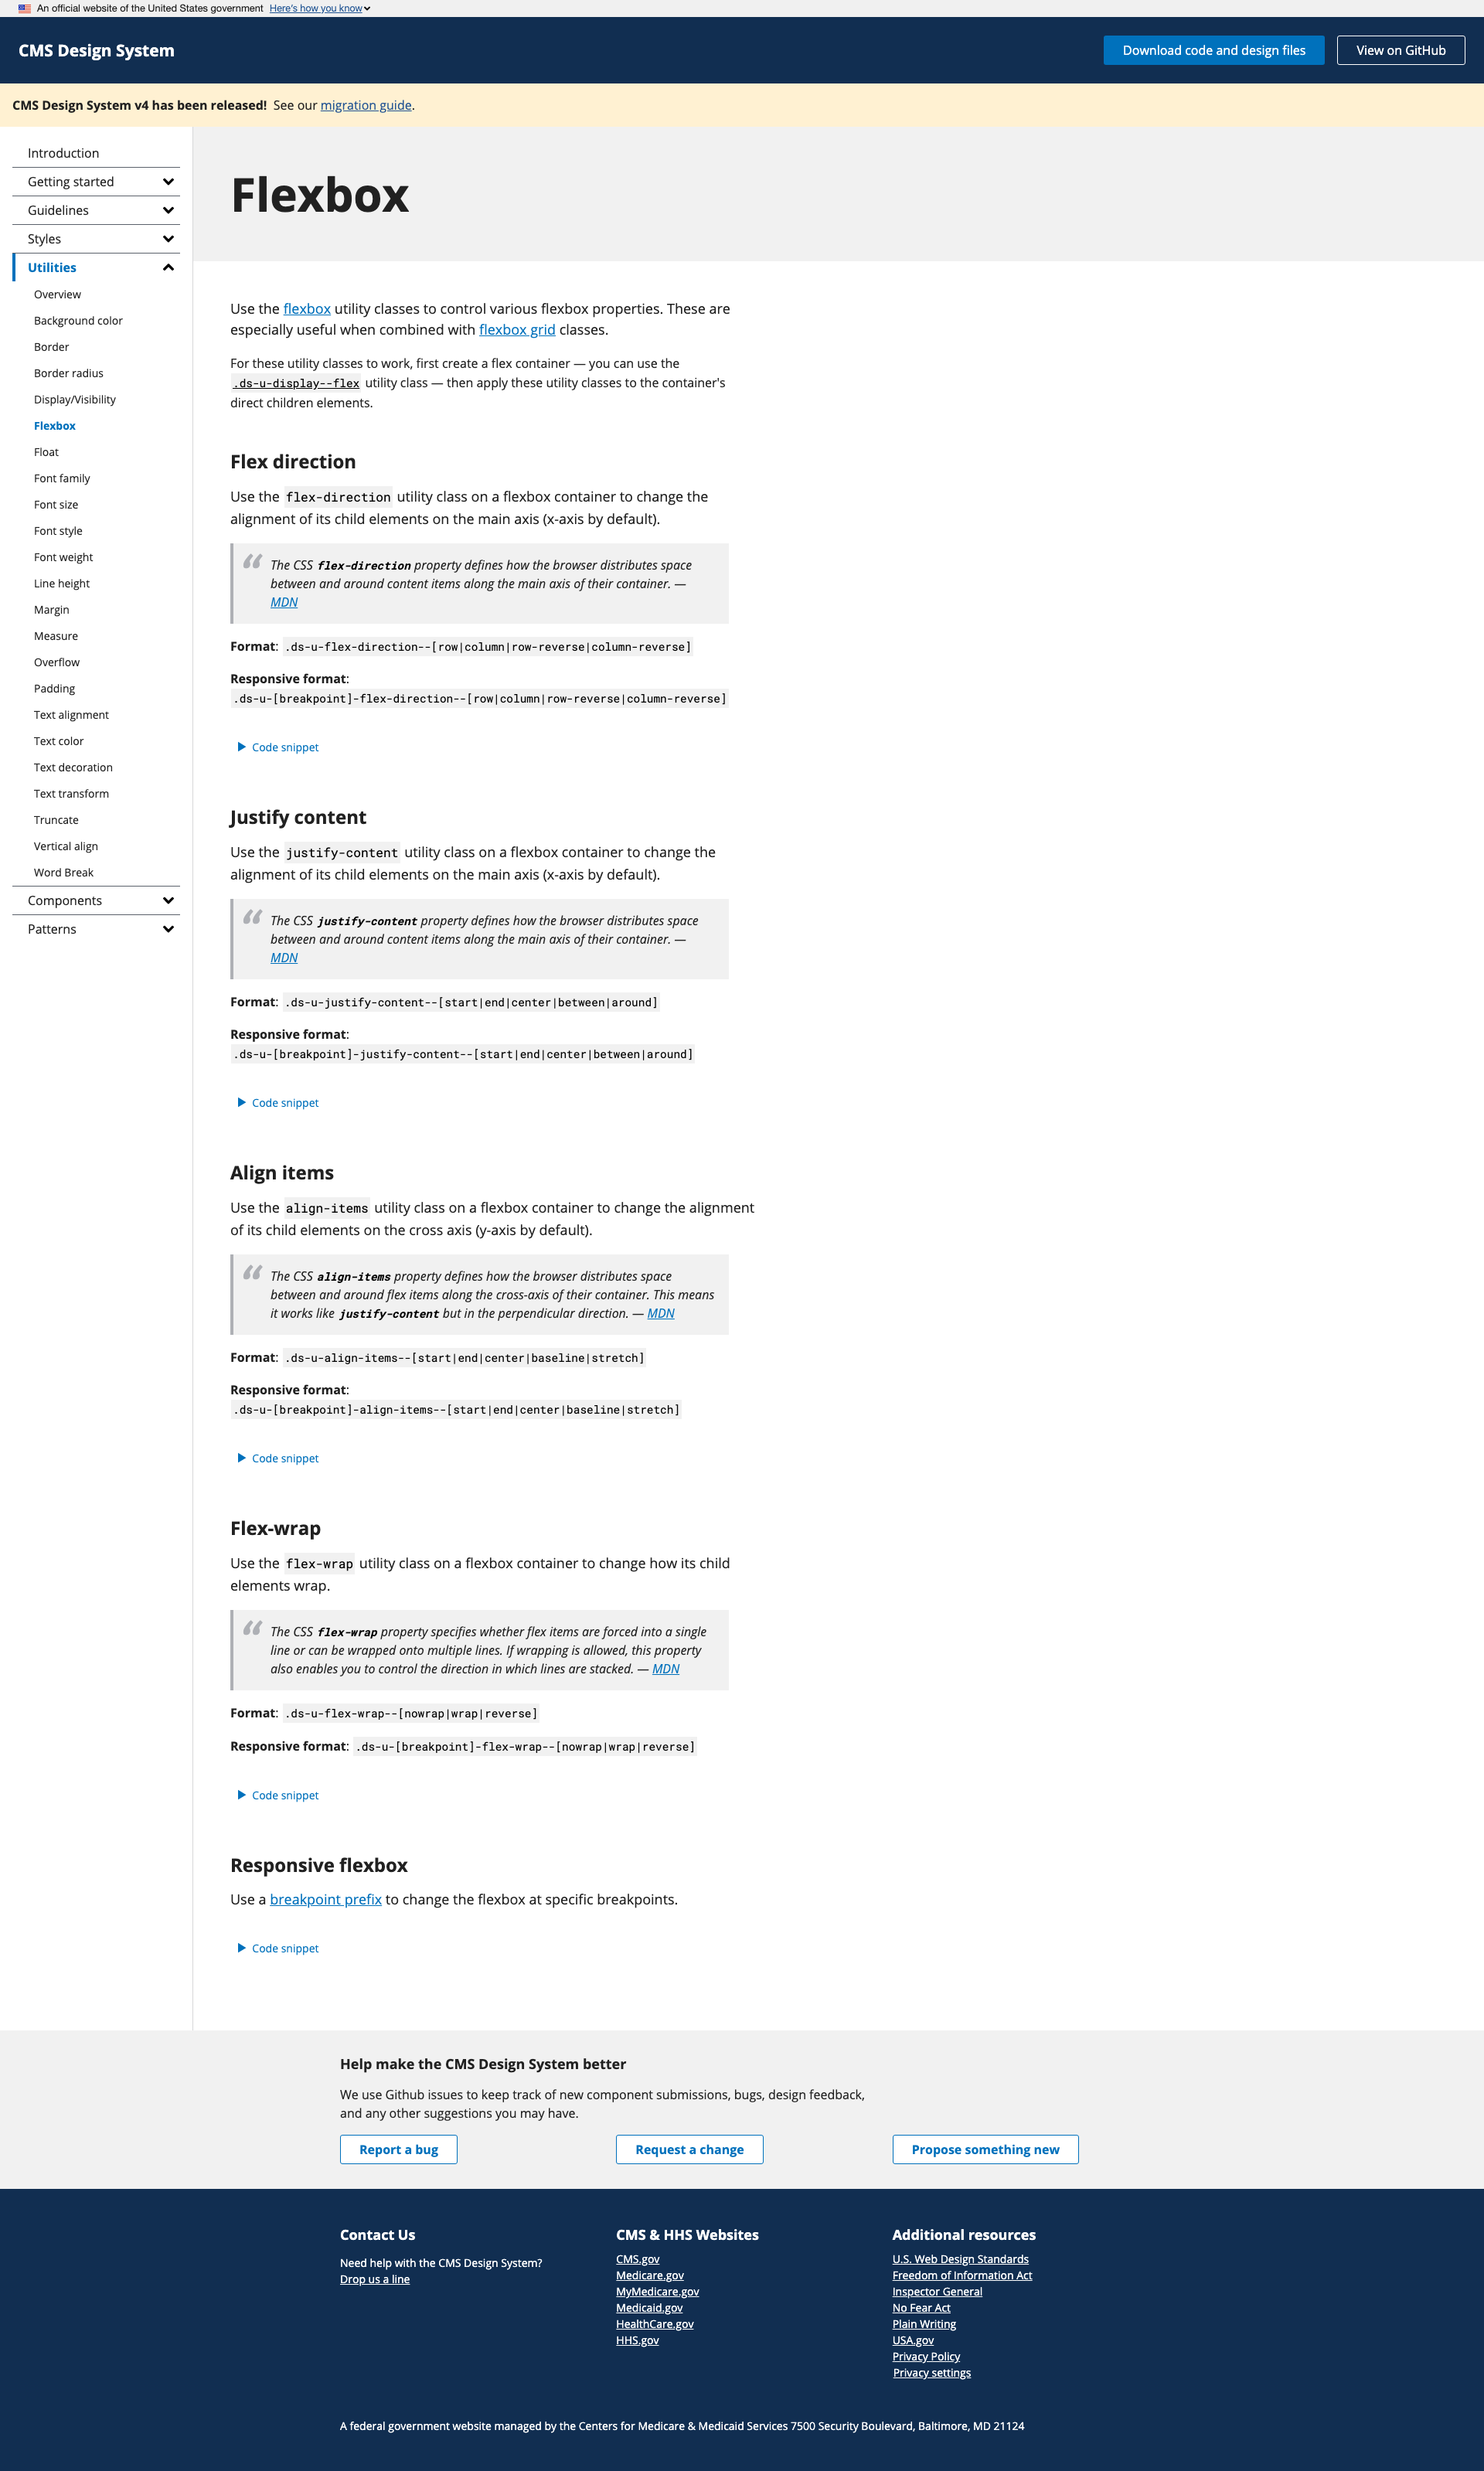 An official website of the United States government Here's how you know
CMS Design System
Download code and design files
View on GitHub
CMS Design System v4 has been released! See our migration guide.
Introduction
Getting started
Guidelines
Styles
Utilities
Overview
Background color
Border
Border radius
Display/Visibility
Flexbox
Float
Font family
Font size
Font style
Font weight
Line height
Margin
Measure
Overflow
Padding
Text alignment
Text color
Text decoration
Text transform
Truncate
Vertical align
Word Break
Components
Patterns
Flexbox
Use the flexbox utility classes to control various flexbox properties. These are
especially useful when combined with flexbox grid classes.
For these utility classes to work, first create a flex container — you can use the
.ds-u-display--flex utility class — then apply these utility classes to the container's
direct children elements.
Flex direction
Use the flex-direction utility class on a flexbox container to change the
alignment of its child elements on the main axis (x-axis by default).
“
The CSS flex-direction property defines how the browser distributes space
between and around content items along the main axis of their container. —
MDN
Format: .ds-u-flex-direction--[row|column|row-reverse|column-reverse]
Responsive format:
.ds-u-[breakpoint]-flex-direction--[row|column|row-reverse|column-reverse]
Code snippet
Justify content
Use the justify-content utility class on a flexbox container to change the
alignment of its child elements on the main axis (x-axis by default).
“
The CSS justify-content property defines how the browser distributes space
between and around content items along the main axis of their container. —
MDN
Format: .ds-u-justify-content--[start|end|center|between|around]
Responsive format:
.ds-u-[breakpoint]-justify-content--[start|end|center|between|around]
Code snippet
Align items
Use the align-items utility class on a flexbox container to change the alignment
of its child elements on the cross axis (y-axis by default).
“
The CSS align-items property defines how the browser distributes space
between and around flex items along the cross-axis of their container. This means
it works like justify-content but in the perpendicular direction. — MDN
Format: .ds-u-align-items--[start|end|center|baseline|stretch]
Responsive format:
.ds-u-[breakpoint]-align-items--[start|end|center|baseline|stretch]
Code snippet
Flex-wrap
Use the flex-wrap utility class on a flexbox container to change how its child
elements wrap.
“
The CSS flex-wrap property specifies whether flex items are forced into a single
line or can be wrapped onto multiple lines. If wrapping is allowed, this property
also enables you to control the direction in which lines are stacked. — MDN
Format: .ds-u-flex-wrap--[nowrap|wrap|reverse]
Responsive format: .ds-u-[breakpoint]-flex-wrap--[nowrap|wrap|reverse]
Code snippet
Responsive flexbox
Use a breakpoint prefix to change the flexbox at specific breakpoints.
Code snippet
Help make the CMS Design System better
We use Github issues to keep track of new component submissions, bugs, design feedback,
and any other suggestions you may have.
Report a bug
Request a change
Propose something new
Contact Us
Need help with the CMS Design System?
Drop us a line
CMS & HHS Websites
CMS.gov
Medicare.gov
MyMedicare.gov
Medicaid.gov
HealthCare.gov
HHS.gov
Additional resources
U.S. Web Design Standards
Freedom of Information Act
Inspector General
No Fear Act
Plain Writing
USA.gov
Privacy Policy
Privacy settings
A federal government website managed by the Centers for Medicare & Medicaid Services 7500 Security Boulevard, Baltimore, MD 21124